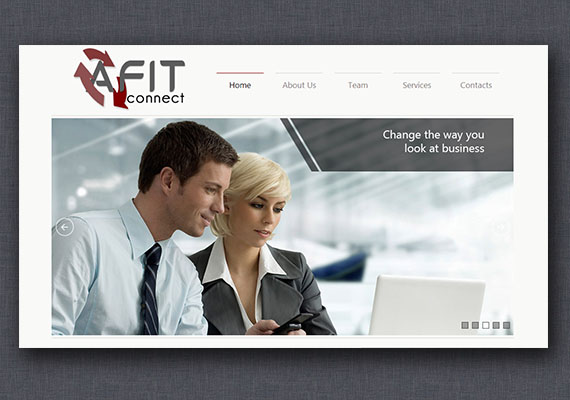 AFIT
connect
Home
About Us
Team
Services
Contacts
Change the way you
look at business